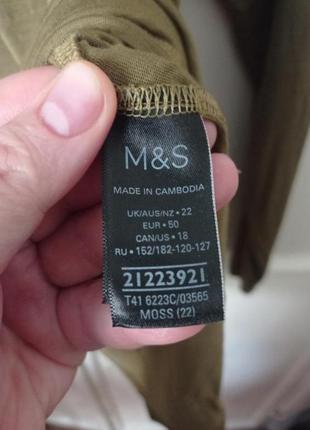 M&S
MADE IN CAMBODIA
UK/AUS/NZ • 22
EUR • 50
CAN/US • 18
RU • 152/182-120-127
21223921
T41 6223C/03565
MOSS (22)